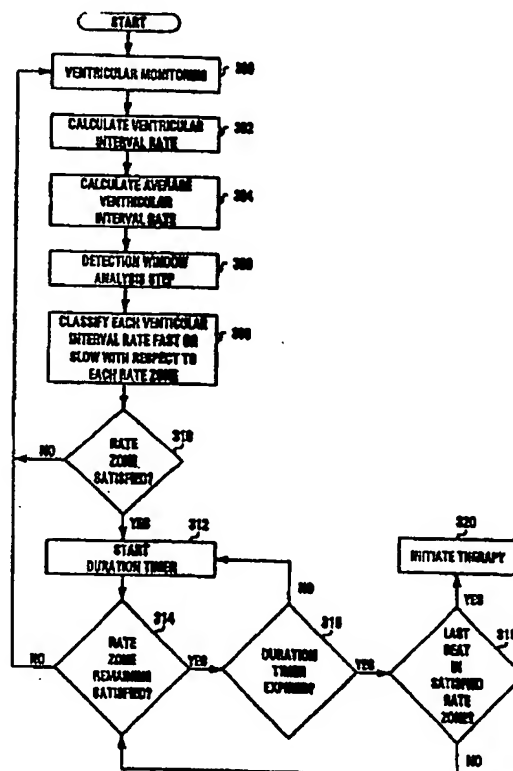 START
VENTRICULAR MONITORING
300
CALCULATE VENTRICULAR
INTERVAL RATE
302
CALCULATE AVERAGE
VENTRICULAR
INTERVAL RATE
304
DETECTION WINDOW
ANALYSIS STEP
CLASSIFY EACH VENTICULAR
INTERVAL RATE FAST OR
SLOW WITH RESPECT TO
EACH RATE ZONE
RATE
ZONE
SATISFIED?
NO
YES
312
START
DURATION TIMER
320
INITIATE THERAPY
314
RATE
ZONE
REMAINING
SATISFIED?
NO
YES
NO
DURATION
TIMER
EXPIRED?
YES
YES
LAST
BEAT
IN
SATISFIED
RATE
ZONE?
NO